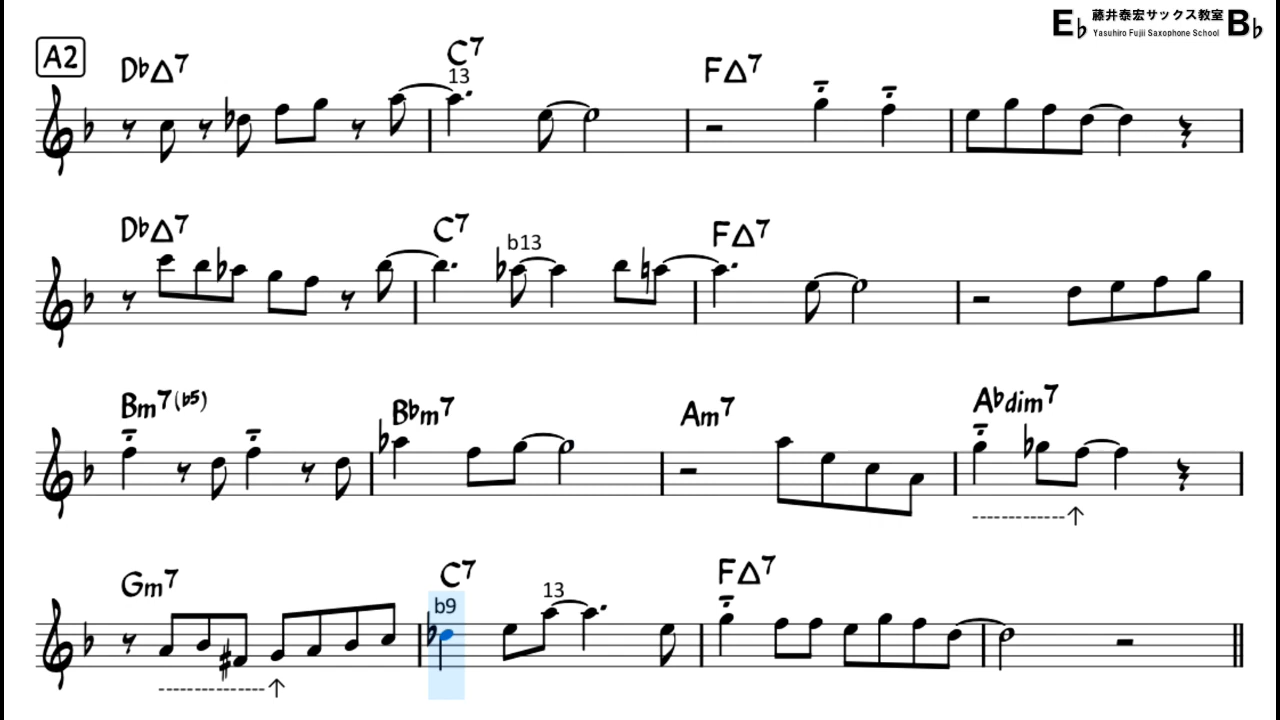 E♭ 藤井泰宏サックス教室 B♭
Yasuhiro Fujii Saxophone School
A2 D♭△7 C7 F△7
13
D♭△7 C7 F△7
b13
Bm7(♭5) B♭m7 Am7 A♭dim7
Gm7 C7 F△7
b9 13